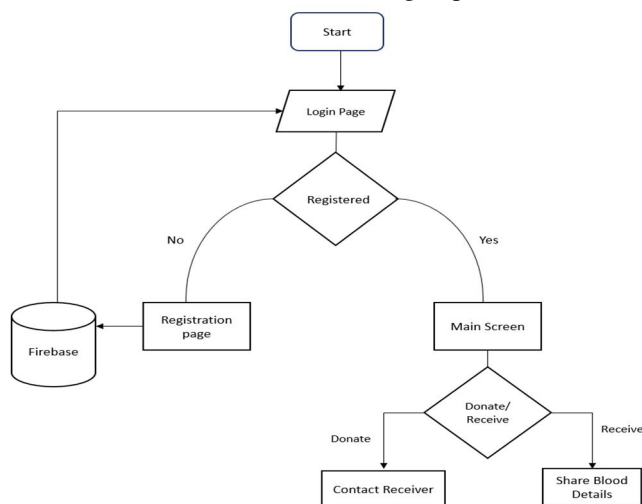 Start
Login Page
Registered
No
Yes
Firebase
Registration
page
Main Screen
Donate/
Receive
Donate
Receive
Contact Receiver
Share Blood
Details